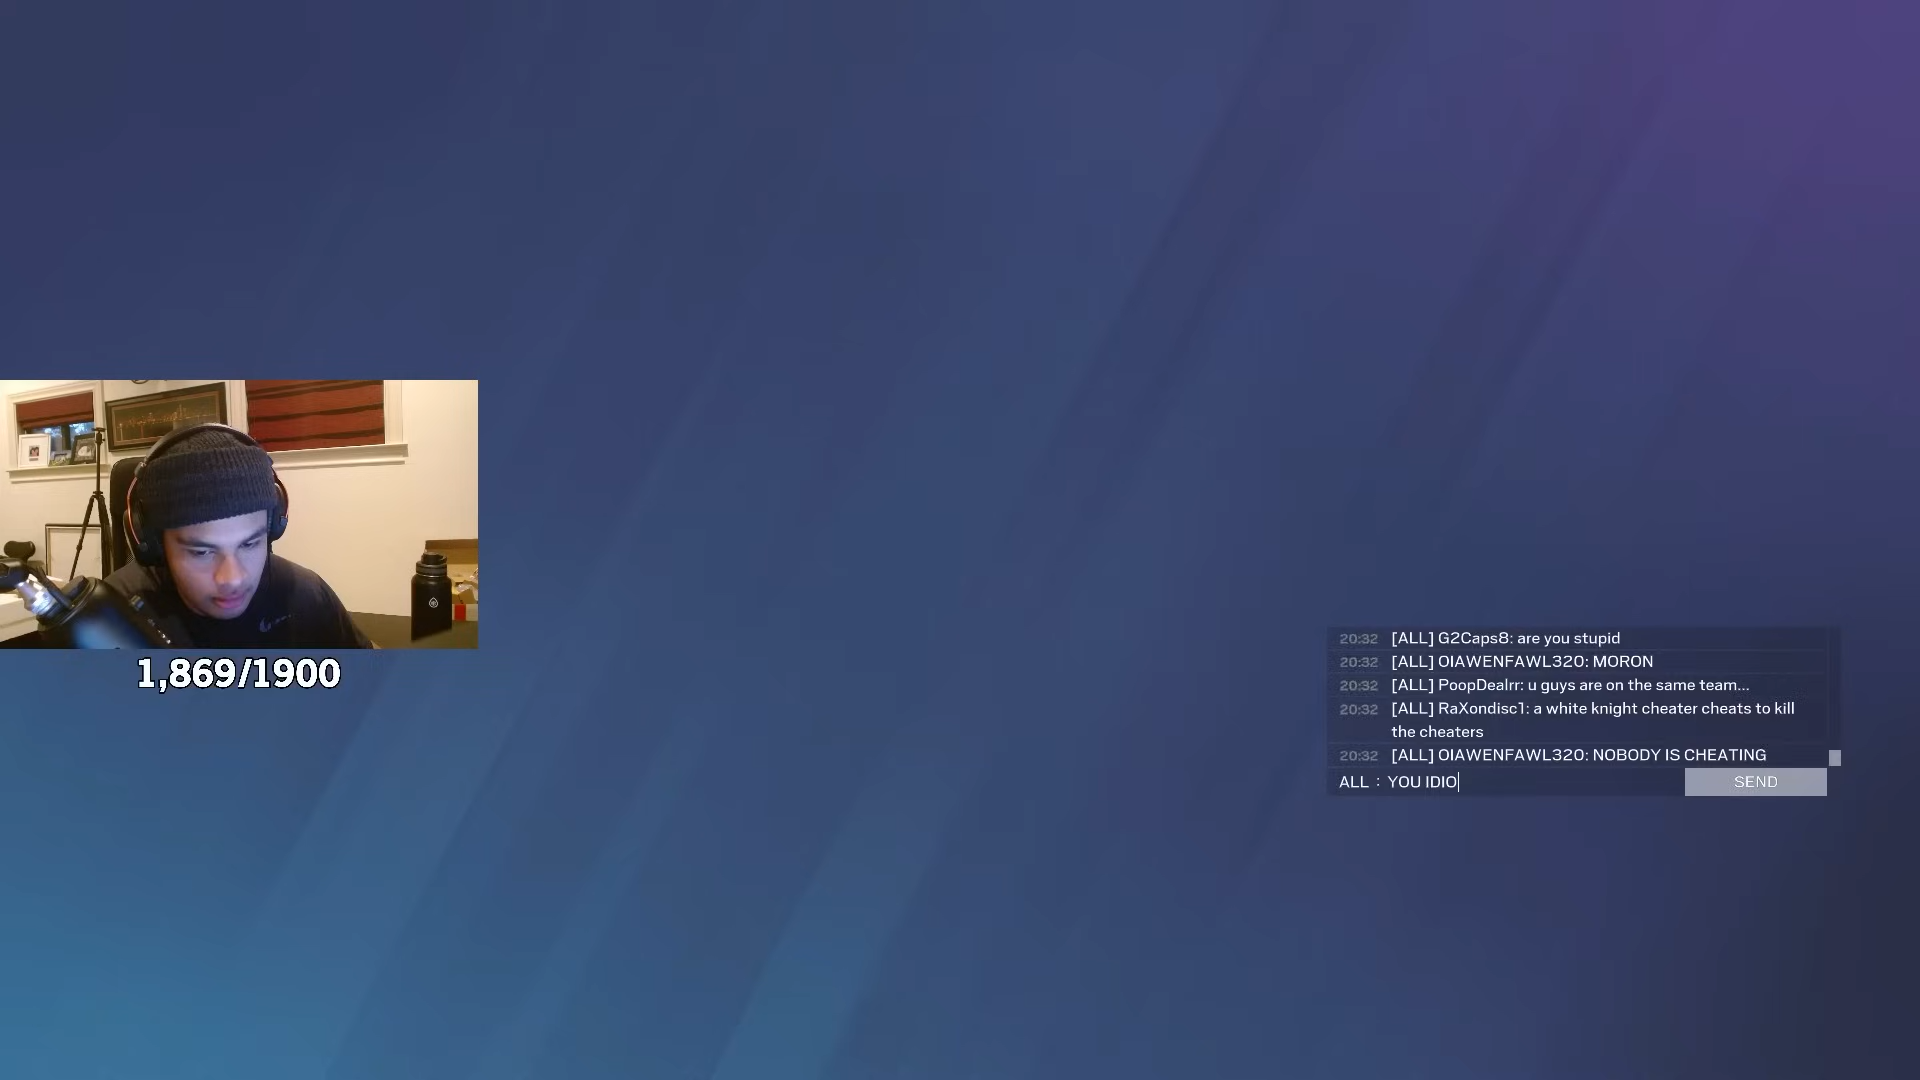 1,869/1900
20:32 [ALL] G2Caps8: are you stupid
20:32 [ALL] OIAWENFAWL320: MORON
20:32 [ALL] PoopDealrr: u guys are on the same team...
20:32 [ALL] RaXondisc1: a white knight cheater cheats to kill
the cheaters
20:32 [ALL] OIAWENFAWL320: NOBODY IS CHEATING
ALL : YOU IDIO
SEND